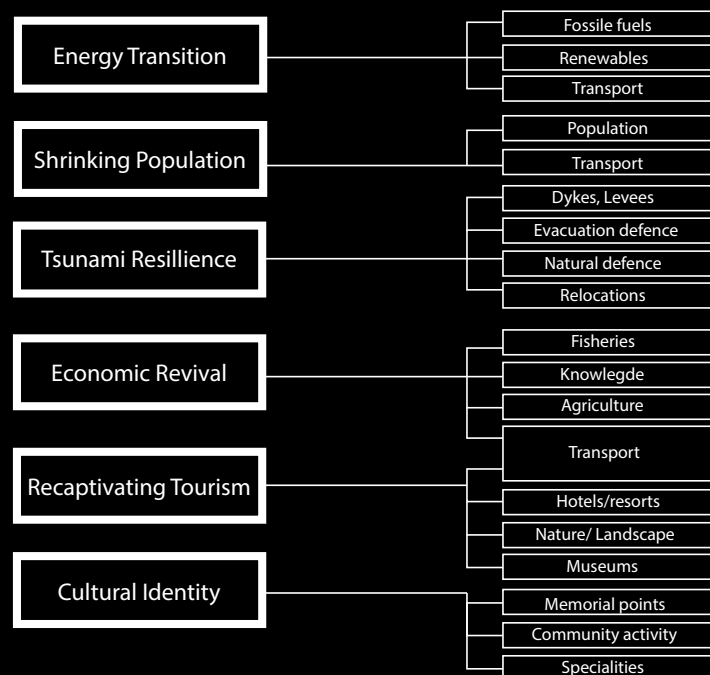 Energy Transition
Fossile fuels
Renewables
Transport
Shrinking Population
Population
Transport
Tsunami Resillience
Dykes, Levees
Evacuation defence
Natural defence
Relocations
Economic Revival
Fisheries
Knowlegde
Agriculture
Transport
Recaptivating Tourism
Hotels/resorts
Nature/ Landscape
Museums
Cultural Identity
Memorial points
Community activity
Specialities